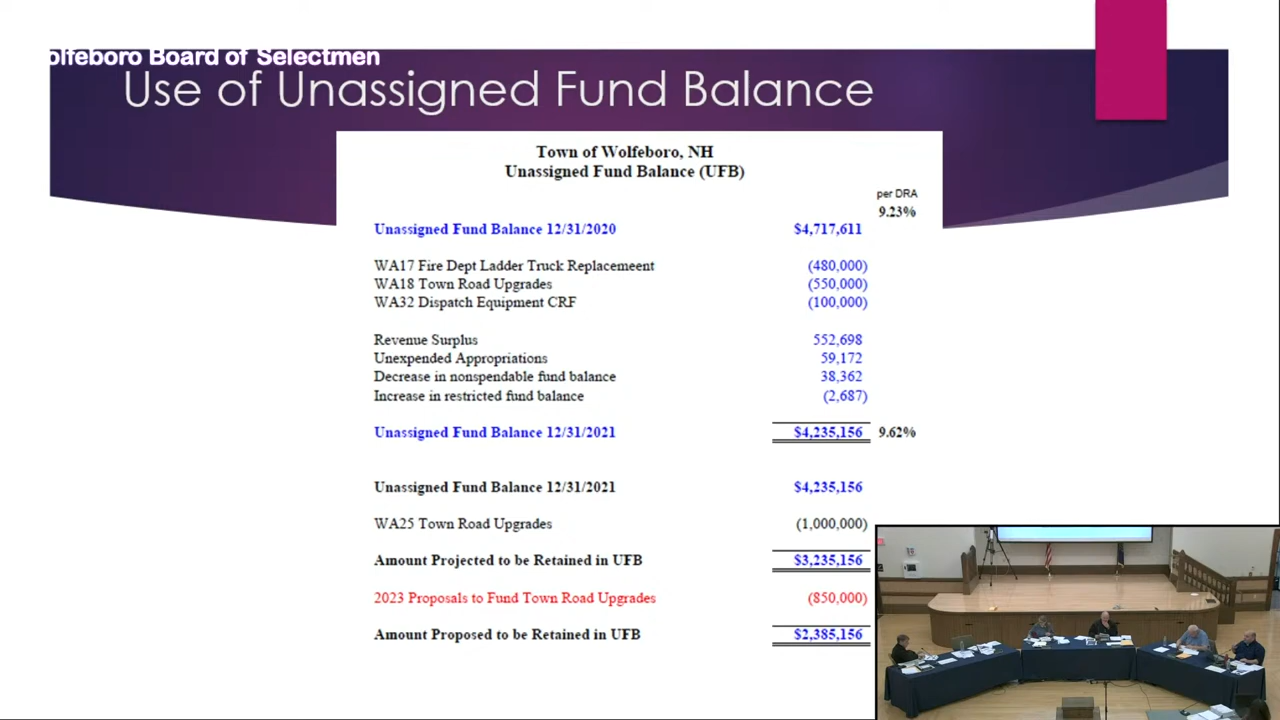 olfeboro Board of Selectmen
Use of Unassigned Fund Balance
Town of Wolfeboro, NH
Unassigned Fund Balance (UFB)
per DRA
9.23%
Unassigned Fund Balance 12/31/2020 $4,717,611
WA17 Fire Dept Ladder Truck Replacemeent (480,000)
WA18 Town Road Upgrades (550,000)
WA32 Dispatch Equipment CRF (100,000)
Revenue Surplus 552,698
Unexpended Appropriations 59,172
Decrease in nonspendable fund balance 38,362
Increase in restricted fund balance (2,687)
Unassigned Fund Balance 12/31/2021 $4,235,156 9.62%
Unassigned Fund Balance 12/31/2021 $4,235,156
WA25 Town Road Upgrades (1,000,000)
Amount Projected to be Retained in UFB $3,235,156
2023 Proposals to Fund Town Road Upgrades (850,000)
Amount Proposed to be Retained in UFB $2,385,156